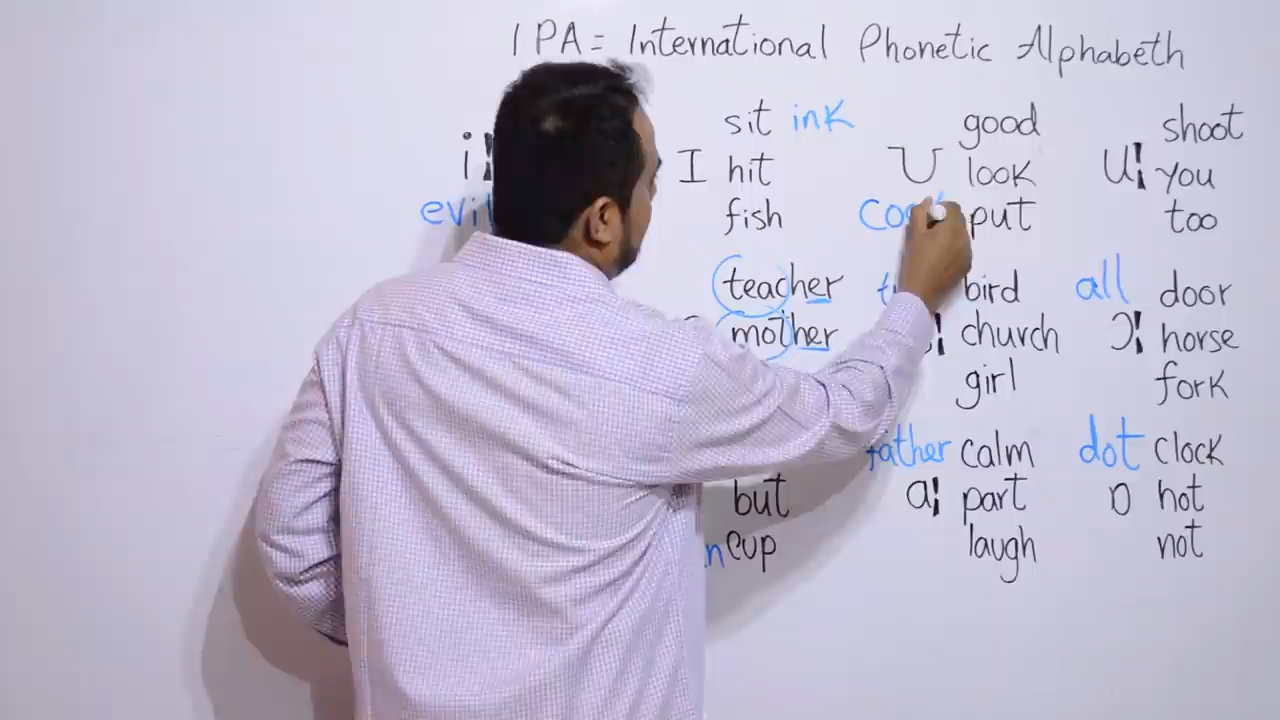 IPA = International Phonetic Alphabeth
sit ink good shoot
i: I hit ʊ look u: you
evil fish cook put too
teacher bird all door
mother church ɔ: horse
girl fork
father calm dot clock
but ɑ: part ɒ hot
cup laugh not